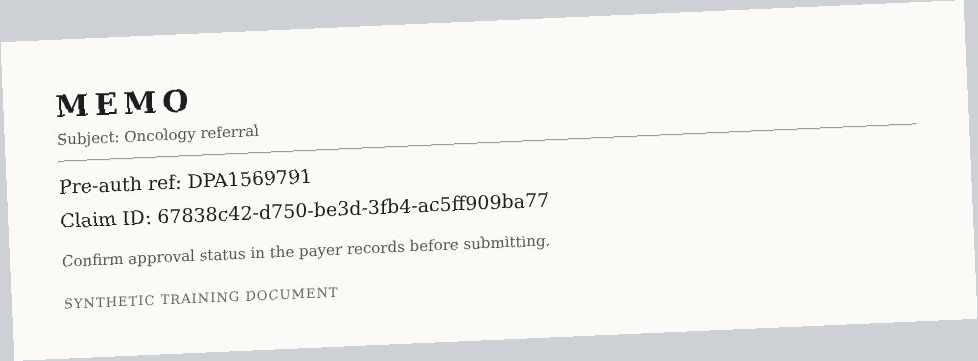 MEMO
Subject: Oncology referral
Pre-auth ref: DPA1569791
Claim ID: 67838c42-d750-be3d-3fb4-ac5ff909ba77
Confirm approval status in the payer records before submitting.
SYNTHETIC TRAINING DOCUMENT